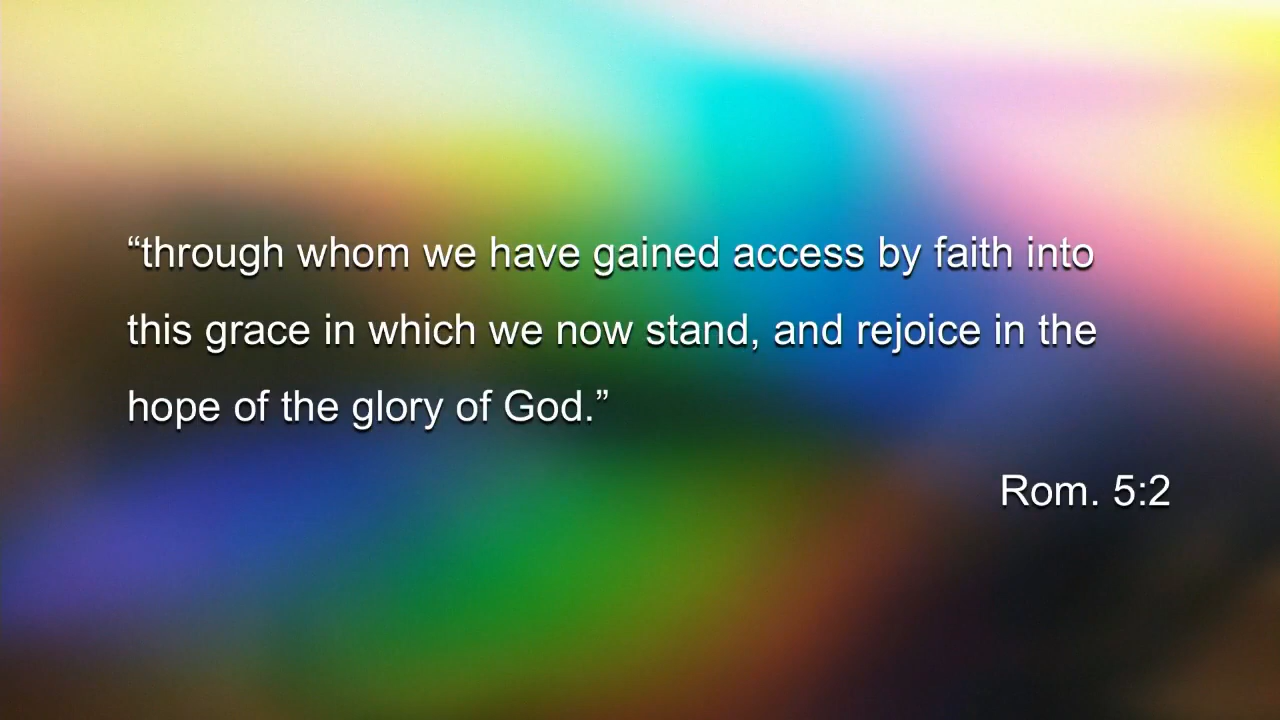 “through whom we have gained access by faith into
this grace in which we now stand, and rejoice in the
hope of the glory of God.”
Rom. 5:2